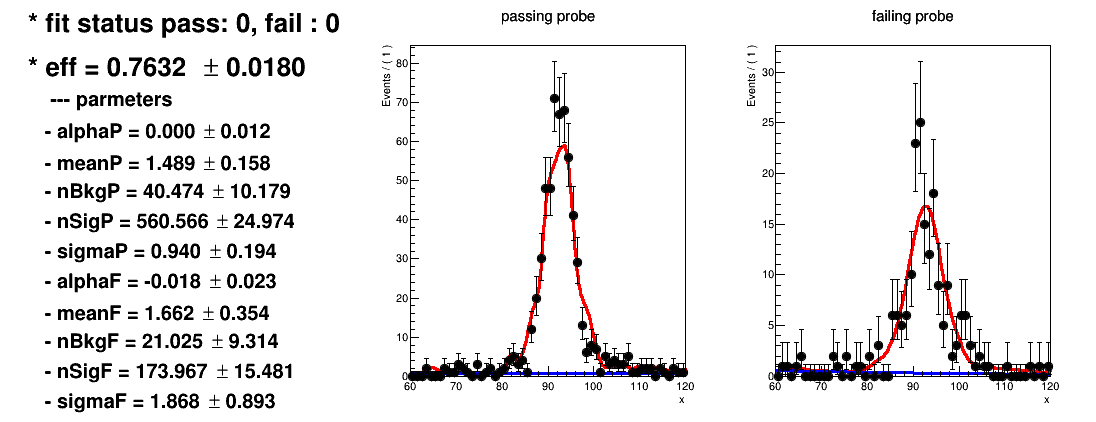 * fit status pass: 0, fail : 0
* eff = 0.7632 ± 0.0180
--- parmeters
- alphaP = 0.000 ± 0.012
- meanP = 1.489 ± 0.158
- nBkgP = 40.474 ± 10.179
- nSigP = 560.566 ± 24.974
- sigmaP = 0.940 ± 0.194
- alphaF = -0.018 ± 0.023
- meanF = 1.662 ± 0.354
- nBkgF = 21.025 ± 9.314
- nSigF = 173.967 ± 15.481
- sigmaF = 1.868 ± 0.893
passing probe
Events / ( 1 )
80
70
60
50
40
30
20
10
0
60 70 80 90 100 110 120
x
failing probe
Events / ( 1 )
30
25
20
15
10
5
0
60 70 80 90 100 110 120
x